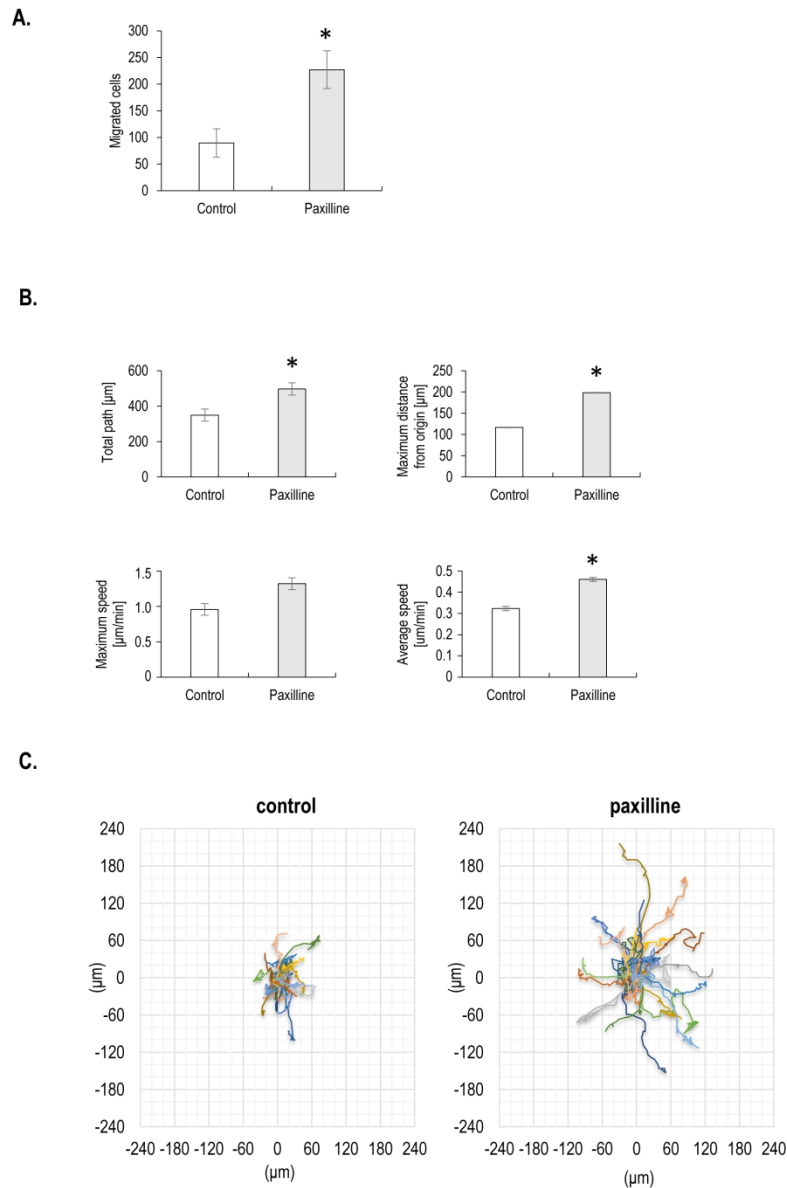 A.
300
250
200
150
100
50
0
Migrated cells
*
Control Paxilline
B.
600
400
200
0
Total path [µm]
*
Control Paxilline
250
200
150
100
50
0
Maximum distance
from origin [µm]
*
Control Paxilline
1.5
1.0
0.5
0
Maximum speed
[µm/min]
Control Paxilline
0.5
0.4
0.3
0.2
0.1
0
Average speed
[um/min]
*
Control Paxilline
C.
control
240
180
120
60
0
-60
-120
-180
-240
(µm)
-240 -180 -120 -60 0 60 120 180 240
(µm)
paxilline
240
180
120
60
0
-60
-120
-180
-240
(µm)
-240 -180 -120 -60 0 60 120 180 240
(µm)